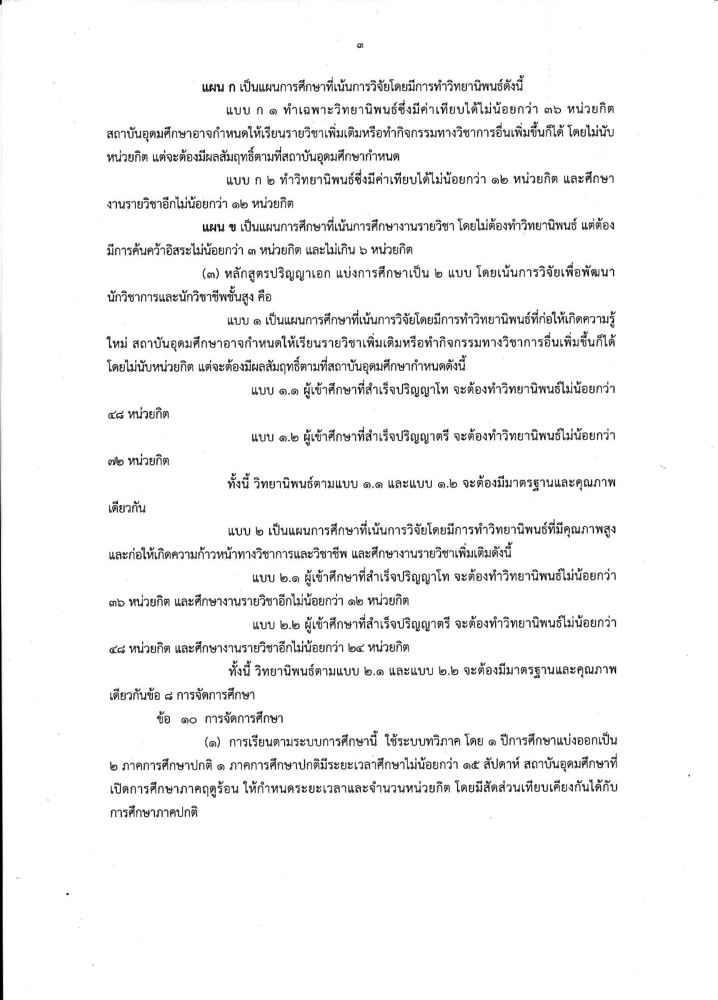 ๓
แผน ก เป็นแผนการศึกษาที่เน้นการวิจัยโดยมีการทำวิทยานิพนธ์ดังนี้
แบบ ก ๑ ทำเฉพาะวิทยานิพนธ์ซึ่งมีค่าเทียบได้ไม่น้อยกว่า ๓๖ หน่วยกิต
สถาบันอุดมศึกษาอาจกำหนดให้เรียนรายวิชาเพิ่มเติมหรือทำกิจกรรมทางวิชาการอื่นเพิ่มขึ้นก็ได้ โดยไม่นับ
หน่วยกิต แต่จะต้องมีผลสัมฤทธิ์ตามที่สถาบันอุดมศึกษากำหนด
แบบ ก ๒ ทำวิทยานิพนธ์ซึ่งมีค่าเทียบได้ไม่น้อยกว่า ๑๒ หน่วยกิต และศึกษา
งานรายวิชาอีกไม่น้อยกว่า ๑๒ หน่วยกิต
แผน ข เป็นแผนการศึกษาที่เน้นการศึกษางานรายวิชา โดยไม่ต้องทำวิทยานิพนธ์ แต่ต้อง
มีการค้นคว้าอิสระไม่น้อยกว่า ๓ หน่วยกิต และไม่เกิน ๖ หน่วยกิต
(๓) หลักสูตรปริญญาเอก แบ่งการศึกษาเป็น ๒ แบบ โดยเน้นการวิจัยเพื่อพัฒนา
นักวิชาการและนักวิชาชีพชั้นสูง คือ
แบบ ๑ เป็นแผนการศึกษาที่เน้นการวิจัยโดยมีการทำวิทยานิพนธ์ที่ก่อให้เกิดความรู้
ใหม่ สถาบันอุดมศึกษาอาจกำหนดให้เรียนรายวิชาเพิ่มเติมหรือทำกิจกรรมทางวิชาการอื่นเพิ่มขึ้นก็ได้
โดยไม่นับหน่วยกิต แต่จะต้องมีผลสัมฤทธิ์ตามที่สถาบันอุดมศึกษากำหนดดังนี้
แบบ ๑.๑ ผู้เข้าศึกษาที่สำเร็จปริญญาโท จะต้องทำวิทยานิพนธ์ไม่น้อยกว่า
๔๘ หน่วยกิต
แบบ ๑.๒ ผู้เข้าศึกษาที่สำเร็จปริญญาตรี จะต้องทำวิทยานิพนธ์ไม่น้อยกว่า
๗๒ หน่วยกิต
ทั้งนี้ วิทยานิพนธ์ตามแบบ ๑.๑ และแบบ ๑.๒ จะต้องมีมาตรฐานและคุณภาพ
เดียวกัน
แบบ ๒ เป็นแผนการศึกษาที่เน้นการวิจัยโดยมีการทำวิทยานิพนธ์ที่มีคุณภาพสูง
และก่อให้เกิดความก้าวหน้าทางวิชาการและวิชาชีพ และศึกษางานรายวิชาเพิ่มเติมดังนี้
แบบ ๒.๑ ผู้เข้าศึกษาที่สำเร็จปริญญาโท จะต้องทำวิทยานิพนธ์ไม่น้อยกว่า
๓๖ หน่วยกิต และศึกษางานรายวิชาอีกไม่น้อยกว่า ๑๒ หน่วยกิต
แบบ ๒.๒ ผู้เข้าศึกษาที่สำเร็จปริญญาตรี จะต้องทำวิทยานิพนธ์ไม่น้อยกว่า
๔๘ หน่วยกิต และศึกษางานรายวิชาอีกไม่น้อยกว่า ๒๔ หน่วยกิต
ทั้งนี้ วิทยานิพนธ์ตามแบบ ๒.๑ และแบบ ๒.๒ จะต้องมีมาตรฐานและคุณภาพ
เดียวกันข้อ ๘ การจัดการศึกษา
ข้อ ๑๐ การจัดการศึกษา
(๑) การเรียนตามระบบการศึกษานี้ ใช้ระบบทวิภาค โดย ๑ ปีการศึกษาแบ่งออกเป็น
๒ ภาคการศึกษาปกติ ๑ ภาคการศึกษาปกติมีระยะเวลาศึกษาไม่น้อยกว่า ๑๕ สัปดาห์ สถาบันอุดมศึกษาที่
เปิดการศึกษาภาคฤดูร้อน ให้กำหนดระยะเวลาและจำนวนหน่วยกิต โดยมีสัดส่วนเทียบเคียงกันได้กับ
การศึกษาภาคปกติ